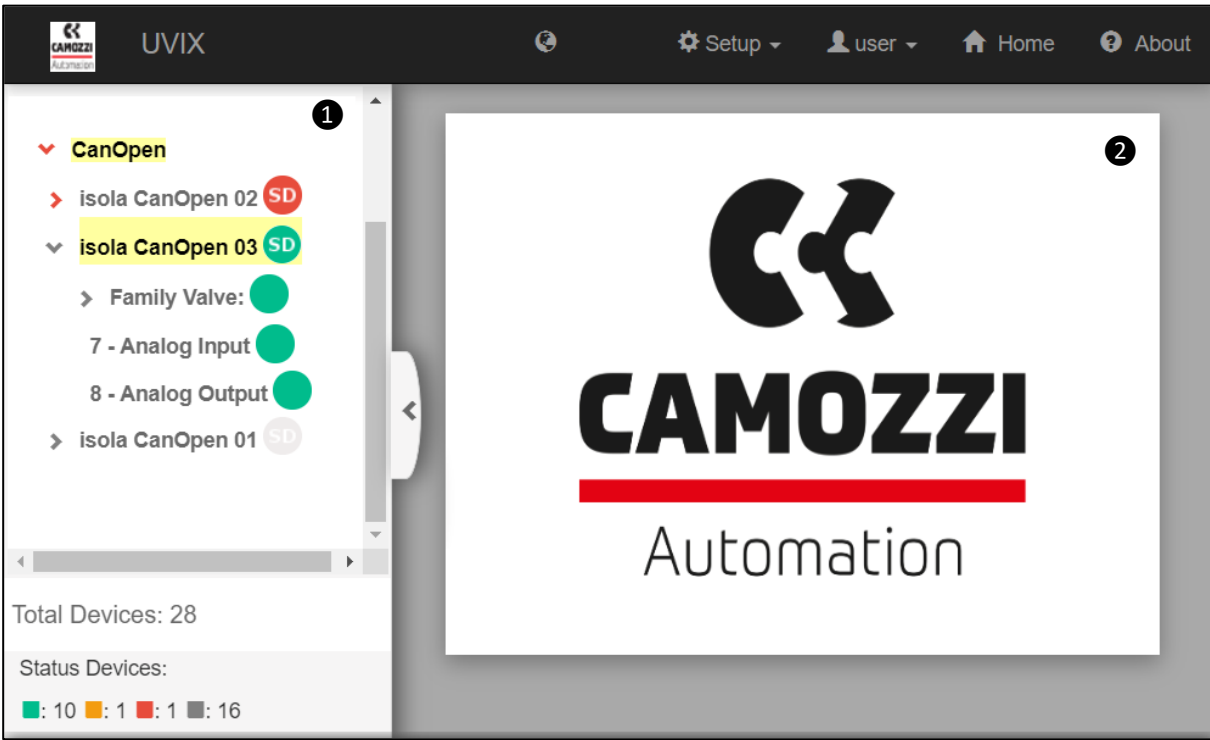 CAMOZZI
Automation
UVIX
Setup
user
Home
About
❶
CanOpen
isola CanOpen 02 SD
isola CanOpen 03 SD
Family Valve:
7 - Analog Input
8 - Analog Output
isola CanOpen 01 SD
Total Devices: 28
Status Devices:
: 10 : 1 : 1 : 16
❷
CAMOZZI
Automation